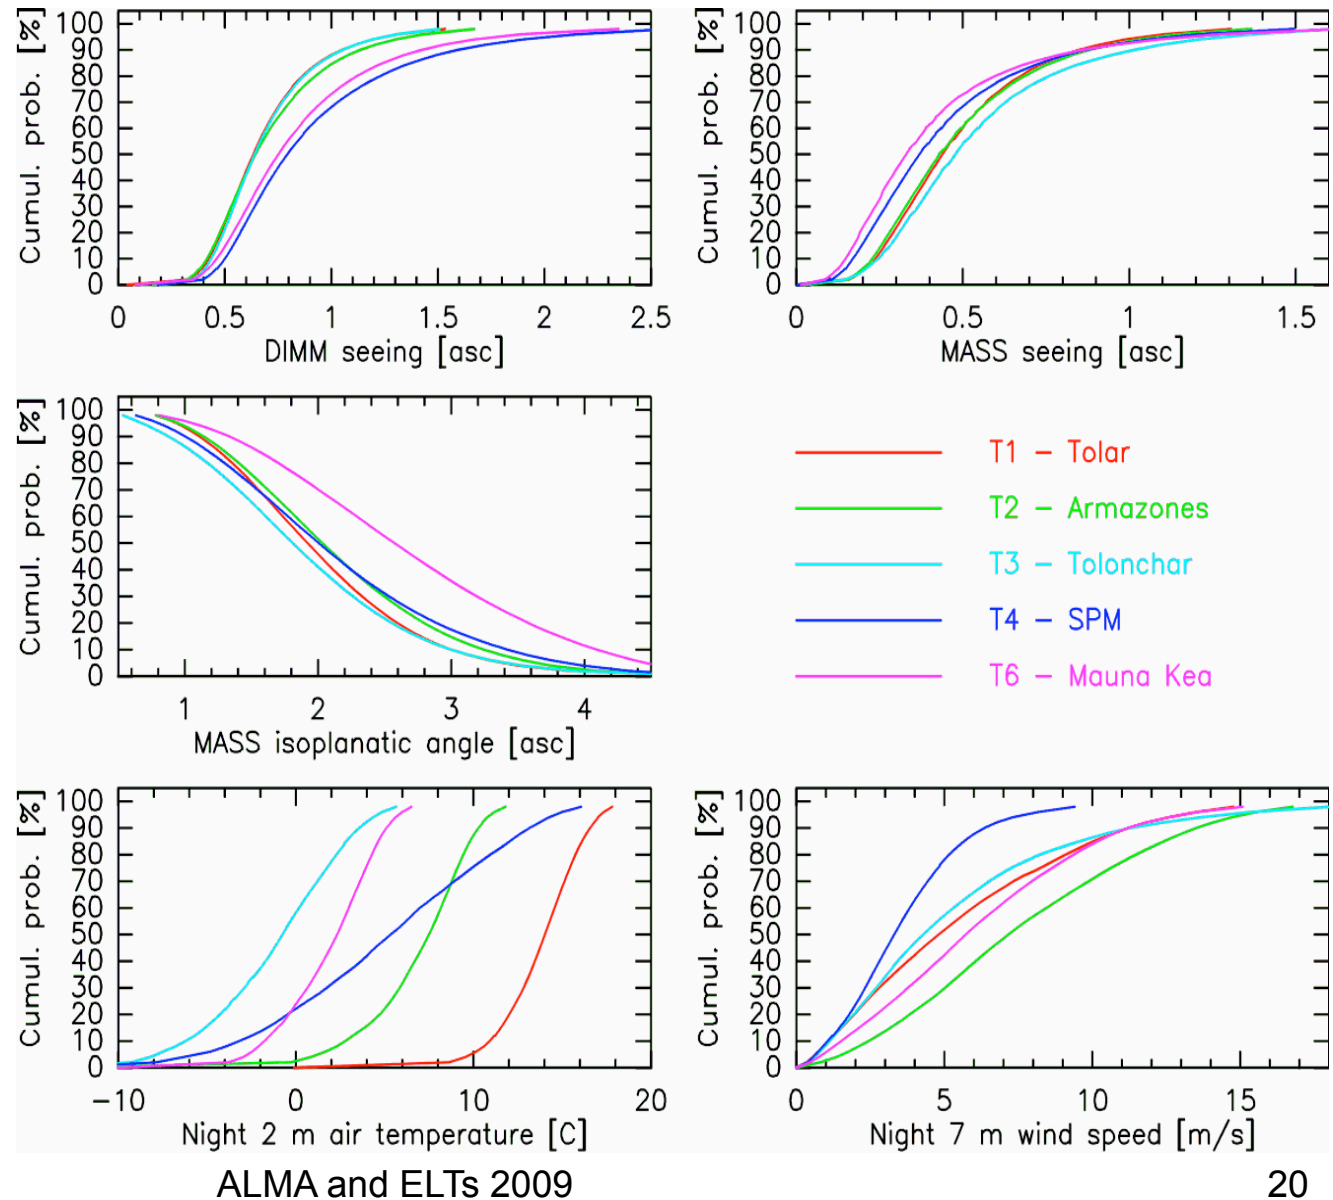 Cumul. prob. [%]
100
90
80
70
60
50
40
30
20
10
0
0 0.5 1 1.5 2 2.5
DIMM seeing [asc]
Cumul. prob. [%]
100
90
80
70
60
50
40
30
20
10
0
0 0.5 1 1.5
MASS seeing [asc]
Cumul. prob. [%]
100
90
80
70
60
50
40
30
20
10
0
1 2 3 4
MASS isoplanatic angle [asc]
T1 – Tolar
T2 – Armazones
T3 – Tolonchar
T4 – SPM
T6 – Mauna Kea
Cumul. prob. [%]
100
90
80
70
60
50
40
30
20
10
0
−10 0 10 20
Night 2 m air temperature [C]
Cumul. prob. [%]
100
90
80
70
60
50
40
30
20
10
0
0 5 10 15
Night 7 m wind speed [m/s]
ALMA and ELTs 2009
20